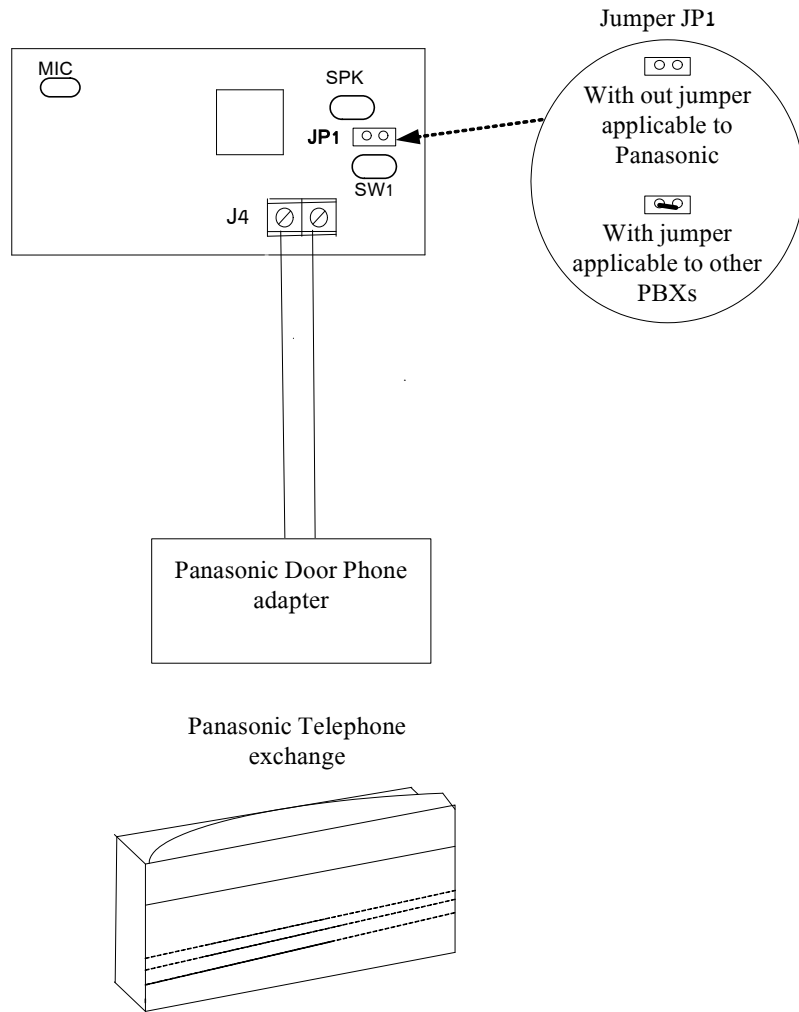 Jumper JP1
MIC
SPK
JP1
SW1
J4
With out jumper
applicable to
Panasonic
With jumper
applicable to other
PBXs
Panasonic Door Phone
adapter
Panasonic Telephone
exchange